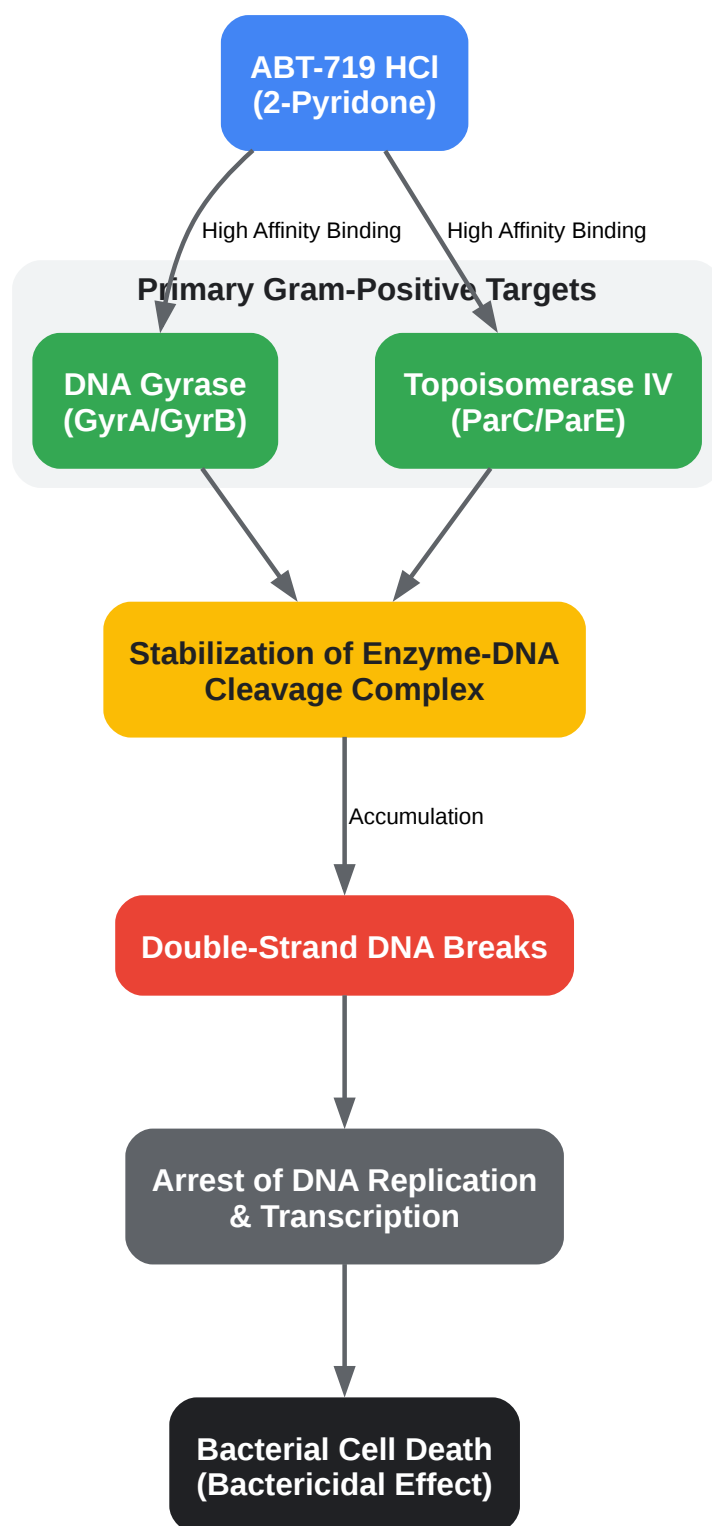 ABT-719 HCl
(2-Pyridone)
High Affinity Binding
High Affinity Binding
Primary Gram-Positive Targets
DNA Gyrase
(GyrA/GyrB)
Topoisomerase IV
(ParC/ParE)
Stabilization of Enzyme-DNA
Cleavage Complex
Accumulation
Double-Strand DNA Breaks
Arrest of DNA Replication
& Transcription
Bacterial Cell Death
(Bactericidal Effect)